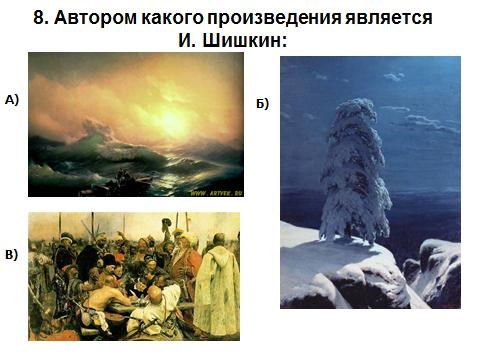 8. Автором какого произведения является
И. Шишкин:
А)
Б)
WWW.ARTVEK.RU
В)